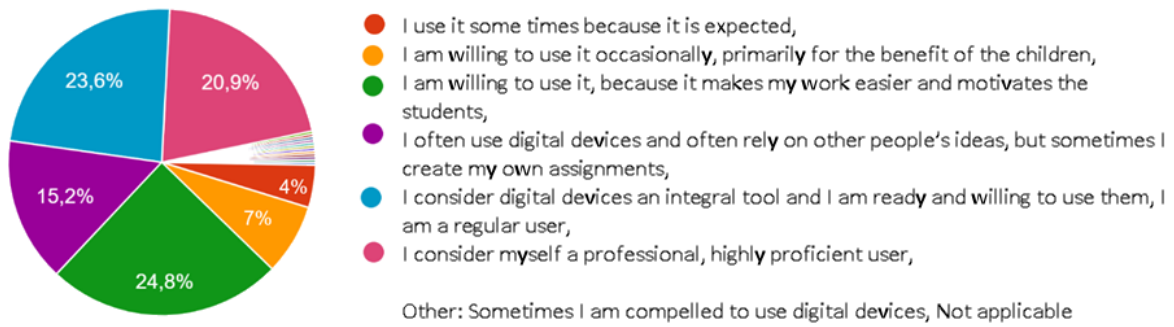 23,6%
20,9%
15,2%
24,8%
7%
4%
I use it some times because it is expected,
I am willing to use it occasionally, primarily for the benefit of the children,
I am willing to use it, because it makes my work easier and motivates the
students,
I often use digital devices and often rely on other people's ideas, but sometimes I
create my own assignments,
I consider digital devices an integral tool and I am ready and willing to use them, I
am a regular user,
I consider myself a professional, highly proficient user,
Other: Sometimes I am compelled to use digital devices, Not applicable